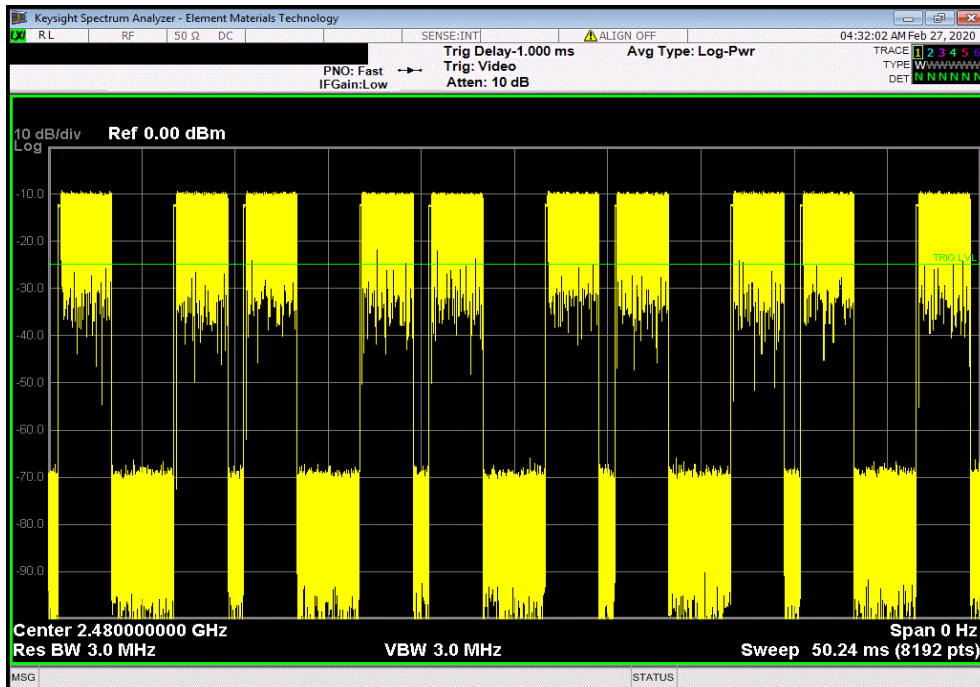 Keysight Spectrum Analyzer - Element Materials Technology
LXI RL RF 50 Ω DC SENSE:INT ALIGN OFF 04:32:02 AM Feb 27, 2020
Trig Delay-1.000 ms Avg Type: Log-Pwr TRACE 1 2 3 4 5 6
PNO: Fast Trig: Video TYPE WWWWWW
IFGain:Low Atten: 10 dB DET N N N N N N
10 dB/div Ref 0.00 dBm
Log
-10.0
-20.0
TRIG LVL
-30.0
-40.0
-50.0
-60.0
-70.0
-80.0
-90.0
Center 2.480000000 GHz Span 0 Hz
Res BW 3.0 MHz VBW 3.0 MHz Sweep 50.24 ms (8192 pts)
MSG STATUS